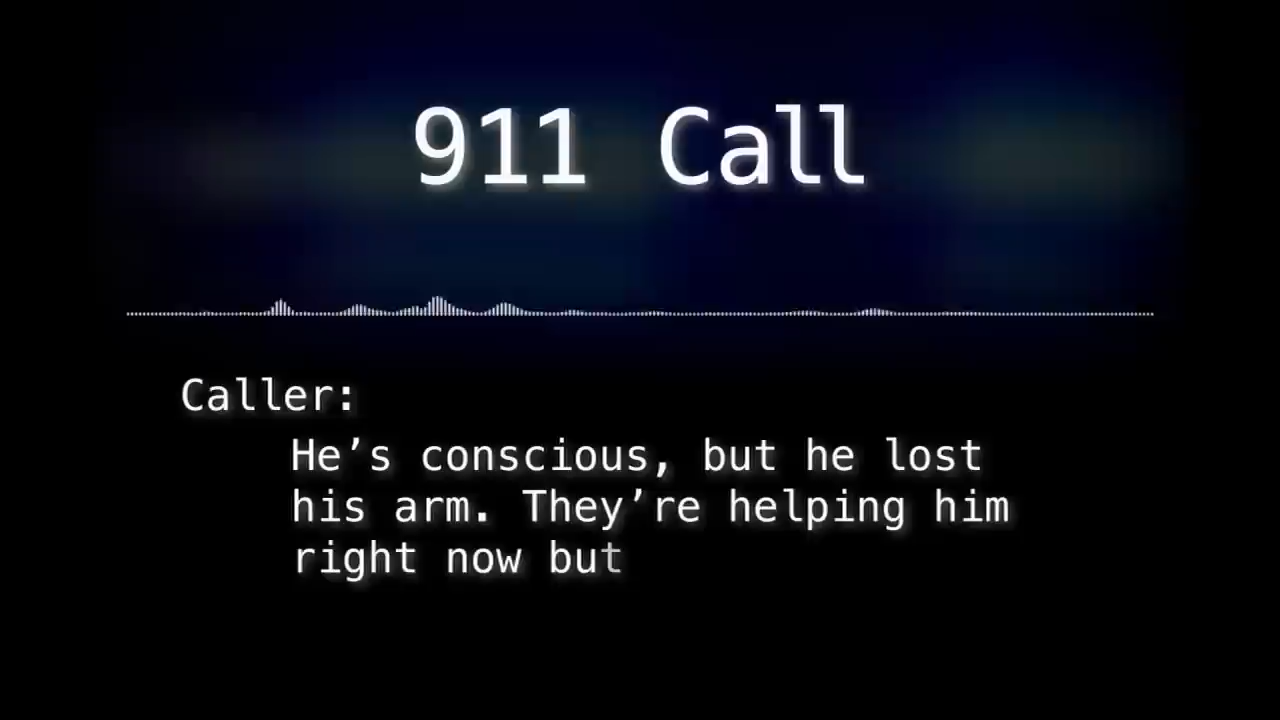 911 Call
Caller:
He’s conscious, but he lost
his arm. They’re helping him
right now but